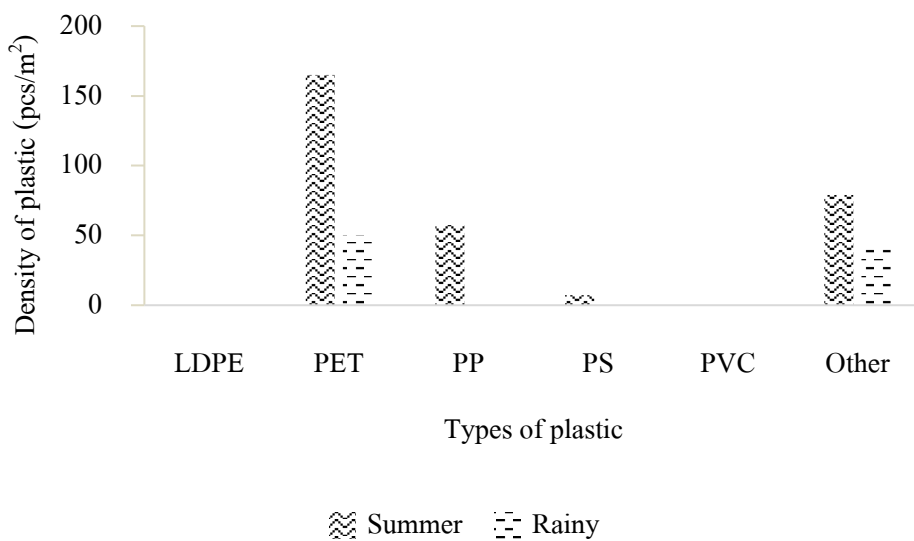 Density of plastic (pcs/m²)
200
150
100
50
0
LDPE PET PP PS PVC Other
Types of plastic
Summer Rainy